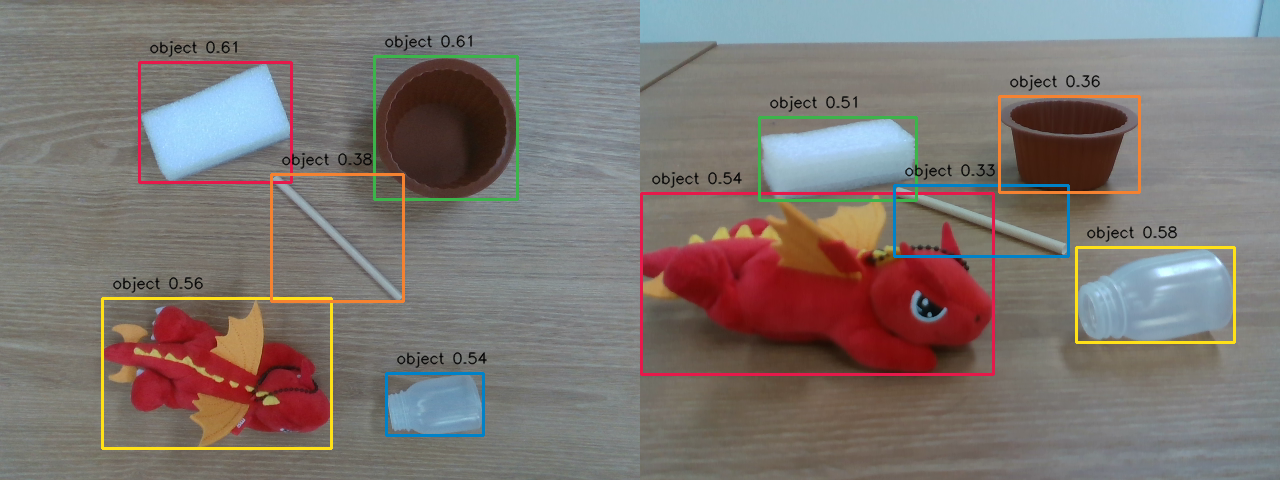 object 0.61
object 0.61
object 0.38
object 0.56
object 0.54
object 0.36
object 0.51
object 0.33
object 0.54
object 0.58